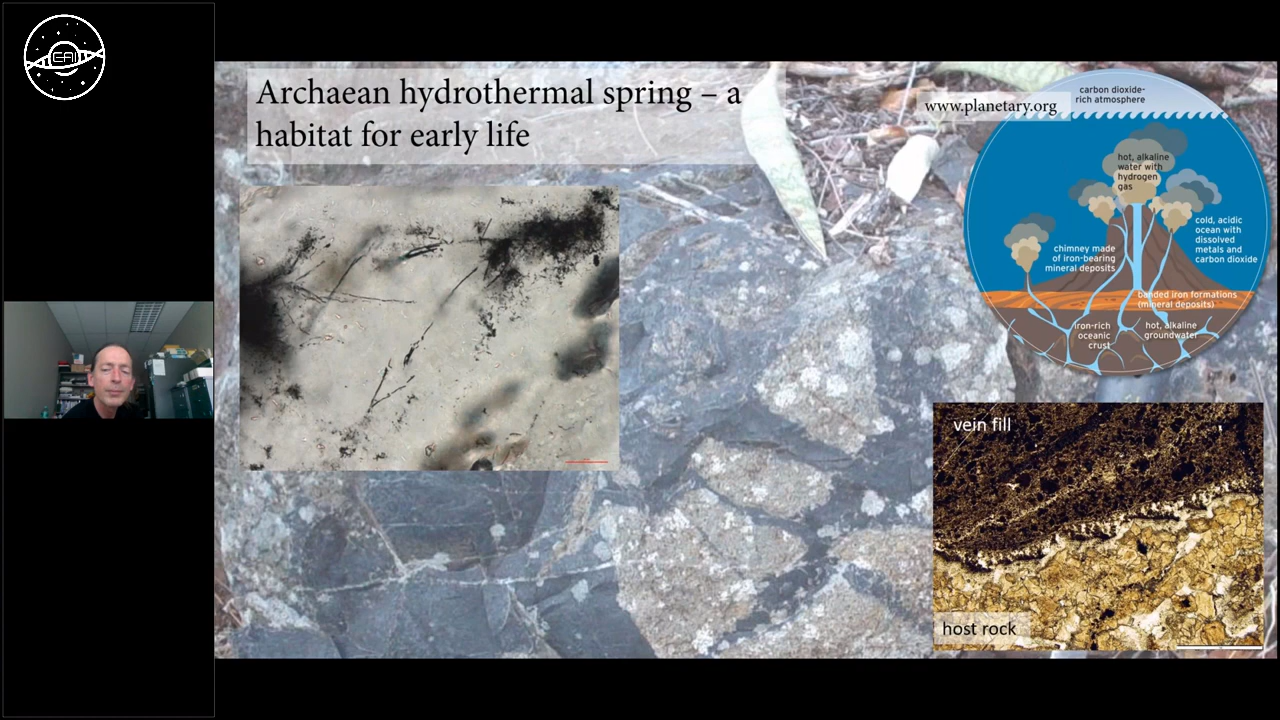 EAI
Archaean hydrothermal spring – a
habitat for early life
www.planetary.org
carbon dioxide-
rich atmosphere
hot, alkaline
water with
hydrogen
gas
cold, acidic
ocean with
dissolved
metals and
carbon dioxide
chimney made
of iron-bearing
mineral deposits
banded iron formations
(mineral deposits)
iron-rich
oceanic
crust
hot, alkaline
groundwater
vein fill
host rock